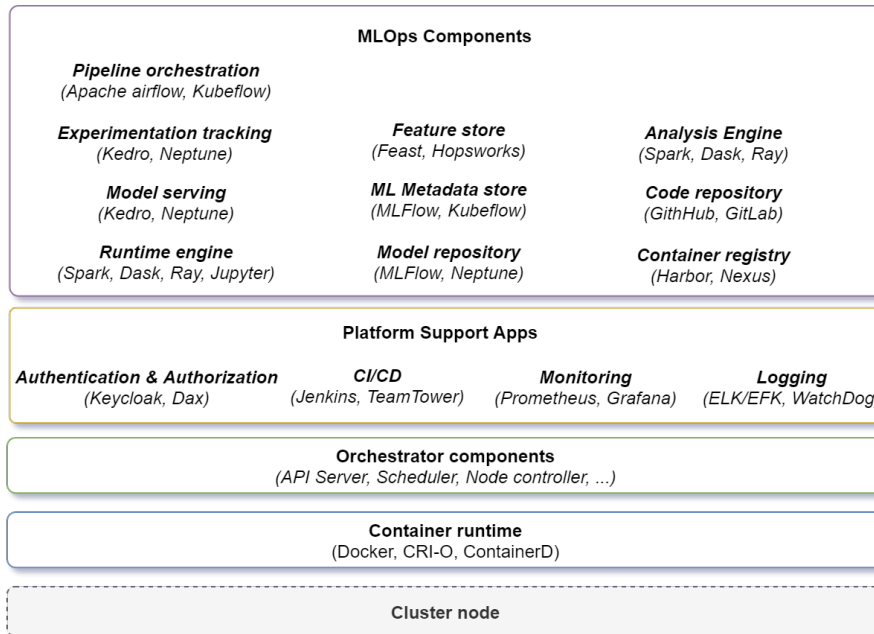 MLOps Components
Pipeline orchestration
(Apache airflow, Kubeflow)
Experimentation tracking
(Kedro, Neptune)
Feature store
(Feast, Hopsworks)
Analysis Engine
(Spark, Dask, Ray)
Model serving
(Kedro, Neptune)
ML Metadata store
(MLFlow, Kubeflow)
Code repository
(GithHub, GitLab)
Runtime engine
(Spark, Dask, Ray, Jupyter)
Model repository
(MLFlow, Neptune)
Container registry
(Harbor, Nexus)
Platform Support Apps
Authentication & Authorization
(Keycloak, Dax)
CI/CD
(Jenkins, TeamTower)
Monitoring
(Prometheus, Grafana)
Logging
(ELK/EFK, WatchDog
Orchestrator components
(API Server, Scheduler, Node controller, ...)
Container runtime
(Docker, CRI-O, ContainerD)
Cluster node